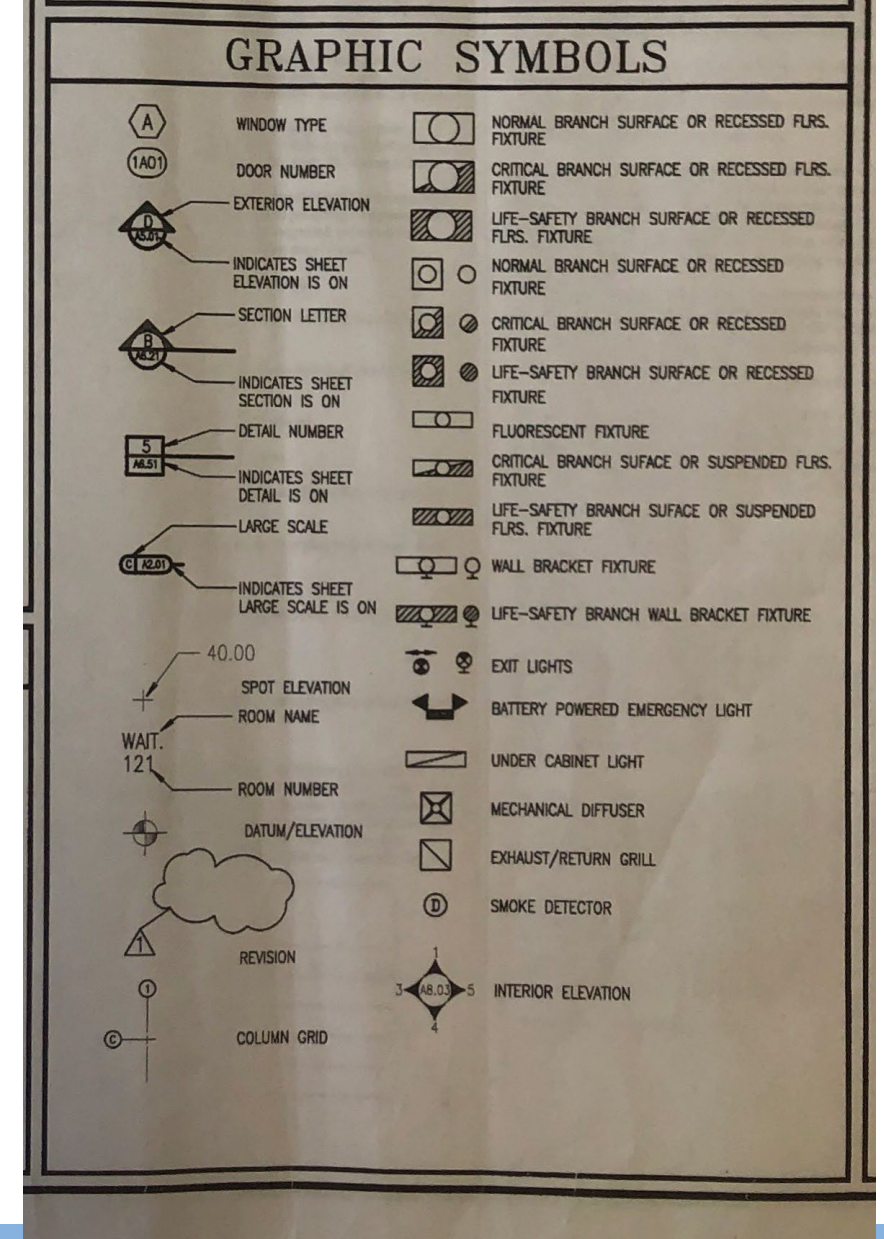 GRAPHIC SYMBOLS
A
WINDOW TYPE
1A01
DOOR NUMBER
EXTERIOR ELEVATION
D
A5.01
INDICATES SHEET
ELEVATION IS ON
SECTION LETTER
B
A6.21
INDICATES SHEET
SECTION IS ON
DETAIL NUMBER
5
A6.51
INDICATES SHEET
DETAIL IS ON
LARGE SCALE
C A2.01
INDICATES SHEET
LARGE SCALE IS ON
40.00
SPOT ELEVATION
ROOM NAME
WAIT.
121
ROOM NUMBER
DATUM/ELEVATION
1
REVISION
1
C
COLUMN GRID
NORMAL BRANCH SURFACE OR RECESSED FLRS.
FIXTURE
CRITICAL BRANCH SURFACE OR RECESSED FLRS.
FIXTURE
LIFE-SAFETY BRANCH SURFACE OR RECESSED
FLRS. FIXTURE
NORMAL BRANCH SURFACE OR RECESSED
FIXTURE
CRITICAL BRANCH SURFACE OR RECESSED
FIXTURE
LIFE-SAFETY BRANCH SURFACE OR RECESSED
FIXTURE
FLUORESCENT FIXTURE
CRITICAL BRANCH SUFACE OR SUSPENDED FLRS.
FIXTURE
LIFE-SAFETY BRANCH SUFACE OR SUSPENDED
FLRS. FIXTURE
WALL BRACKET FIXTURE
LIFE-SAFETY BRANCH WALL BRACKET FIXTURE
EXIT LIGHTS
BATTERY POWERED EMERGENCY LIGHT
UNDER CABINET LIGHT
MECHANICAL DIFFUSER
EXHAUST/RETURN GRILL
D
SMOKE DETECTOR
1
3 A8.03 5
4
INTERIOR ELEVATION